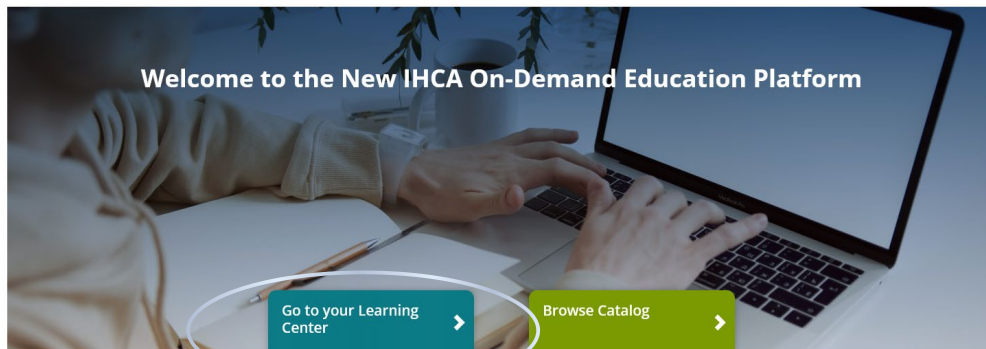 Welcome to the New IHCA On-Demand Education Platform
Go to your Learning
Center
Browse Catalog